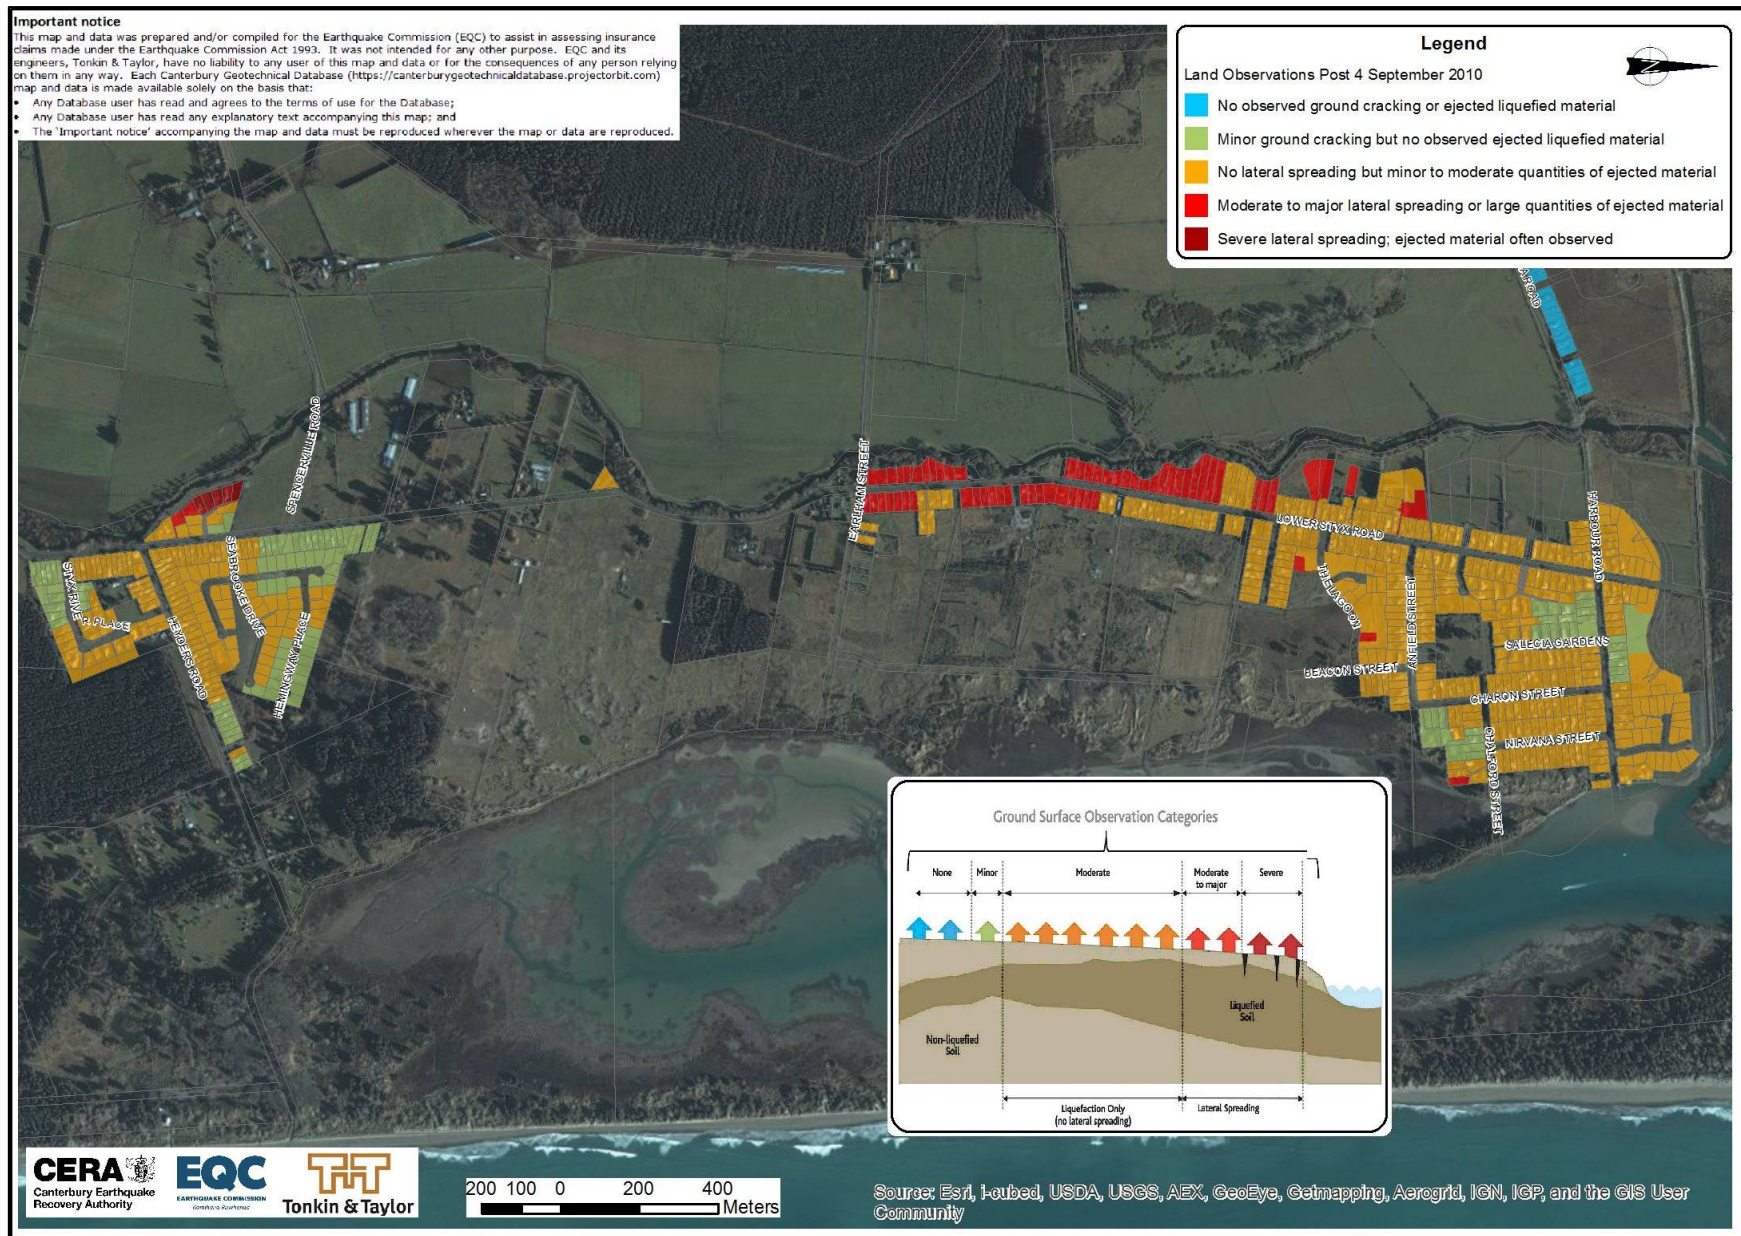 Important notice
This map and data was prepared and/or compiled for the Earthquake Commission (EQC) to assist in assessing insurance
claims made under the Earthquake Commission Act 1993. It was not intended for any other purpose. EQC and its
engineers, Tonkin & Taylor, have no liability to any user of this map and data or for the consequences of any person relying
on them in any way. Each Canterbury Geotechnical Database (https://canterburygeotechnicaldatabase.projectorbit.com)
map and data is made available solely on the basis that:
• Any Database user has read and agrees to the terms of use for the Database;
• Any Database user has read any explanatory text accompanying this map; and
• The 'Important notice' accompanying the map and data must be reproduced wherever the map or data are reproduced.
Legend
Land Observations Post 4 September 2010
No observed ground cracking or ejected liquefied material
Minor ground cracking but no observed ejected liquefied material
No lateral spreading but minor to moderate quantities of ejected material
Moderate to major lateral spreading or large quantities of ejected material
Severe lateral spreading; ejected material often observed
ROAD
SPENCERVILLE ROAD
EARLHAM STREET
LOWER STYX ROAD
HARBOUR ROAD
STYX RIVER PLACE
SEABROOKE DRIVE
HEYDERS ROAD
HEMINGWAY PLACE
THE LAGOON
ANFIELD STREET
BEACON STREET
SALECIA GARDENS
CHARON STREET
NIRVANA STREET
CHALFORD STREET
Ground Surface Observation Categories
None
Minor
Moderate
Moderate
to major
Severe
Liquefied
Soil
Non-liquefied
Soil
Liquefaction Only
(no lateral spreading)
Lateral Spreading
CERA
Canterbury Earthquake
Recovery Authority
EQC
EARTHQUAKE COMMISSION
T+T
Tonkin & Taylor
200 100 0 200 400
Meters
Source: Esri, i-cubed, USDA, USGS, AEX, GeoEye, Getmapping, Aerogrid, IGN, IGP, and the GIS User
Community